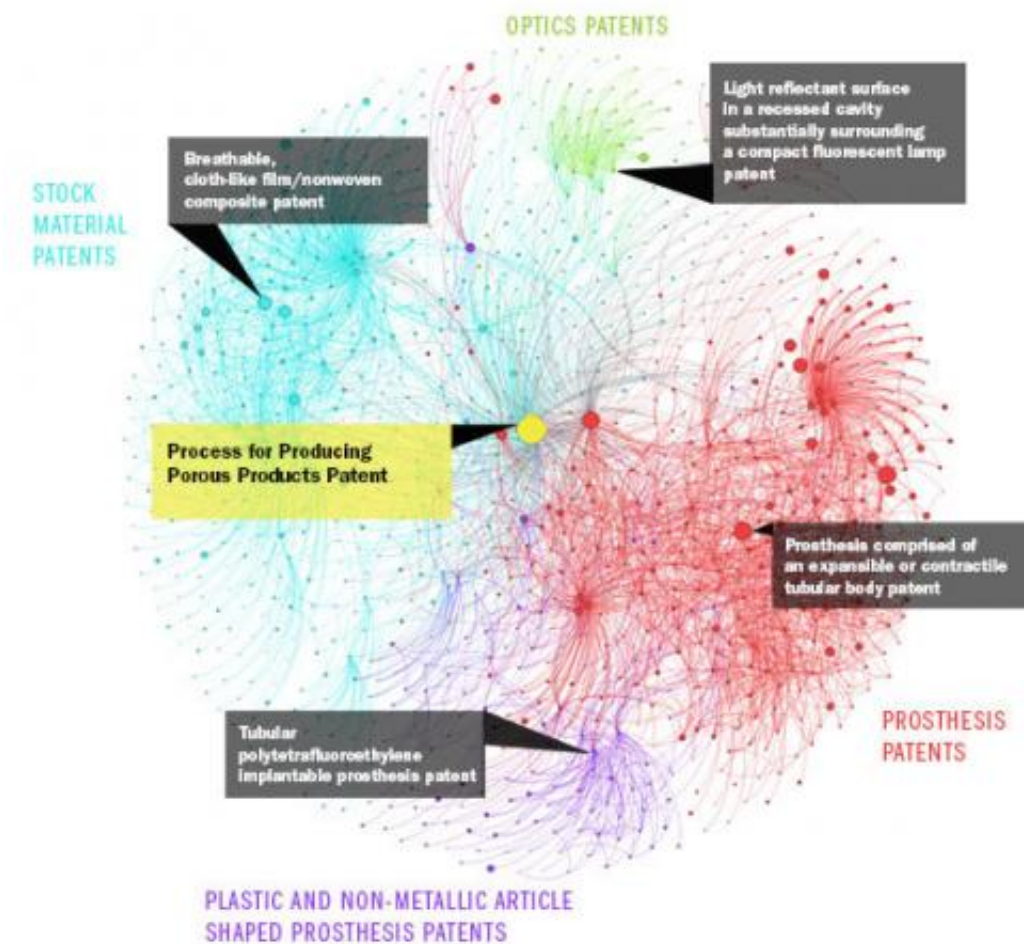 OPTICS PATENTS
Light reflectant surface
in a recessed cavity
substantially surrounding
a compact fluorescent lamp
patent
Breathable,
cloth-like film/nonwoven
composite patent
STOCK
MATERIAL
PATENTS
Process for Producing
Porous Products Patent
Prosthesis comprised of
an expansible or contractile
tubular body patent
PROSTHESIS
PATENTS
Tubular
polytetrafluoroethylene
implantable prosthesis patent
PLASTIC AND NON-METALLIC ARTICLE
SHAPED PROSTHESIS PATENTS